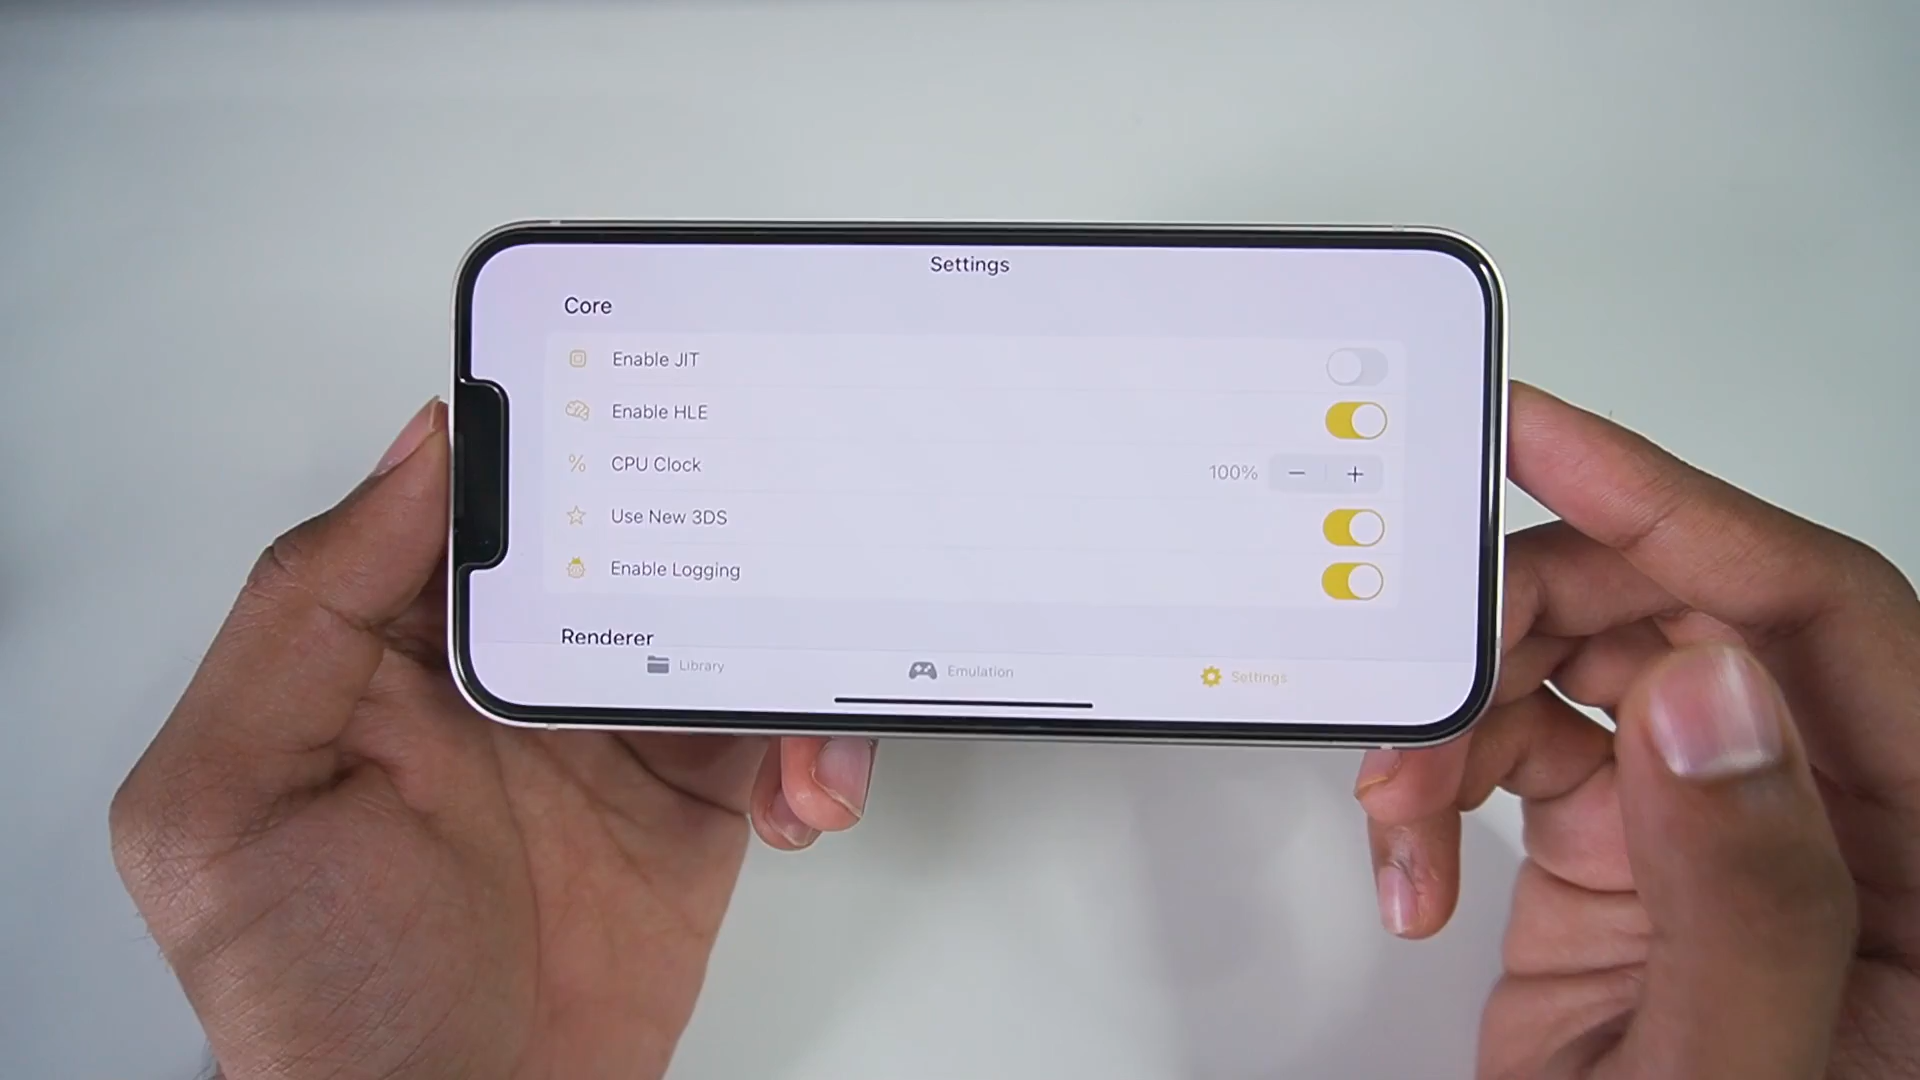 Settings
Core
Enable JIT
Enable HLE
CPU Clock 100% − +
Use New 3DS
Enable Logging
Renderer
Library Emulation Settings